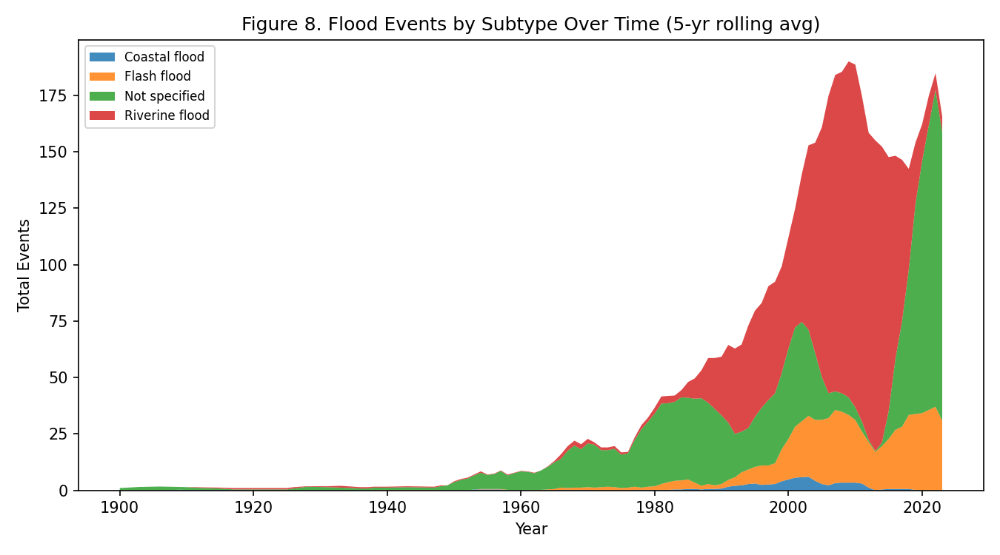 Figure 8. Flood Events by Subtype Over Time (5-yr rolling avg)
Coastal flood
Flash flood
Not specified
Riverine flood
Total Events
175
150
125
100
75
50
25
0
1900 1920 1940 1960 1980 2000 2020
Year